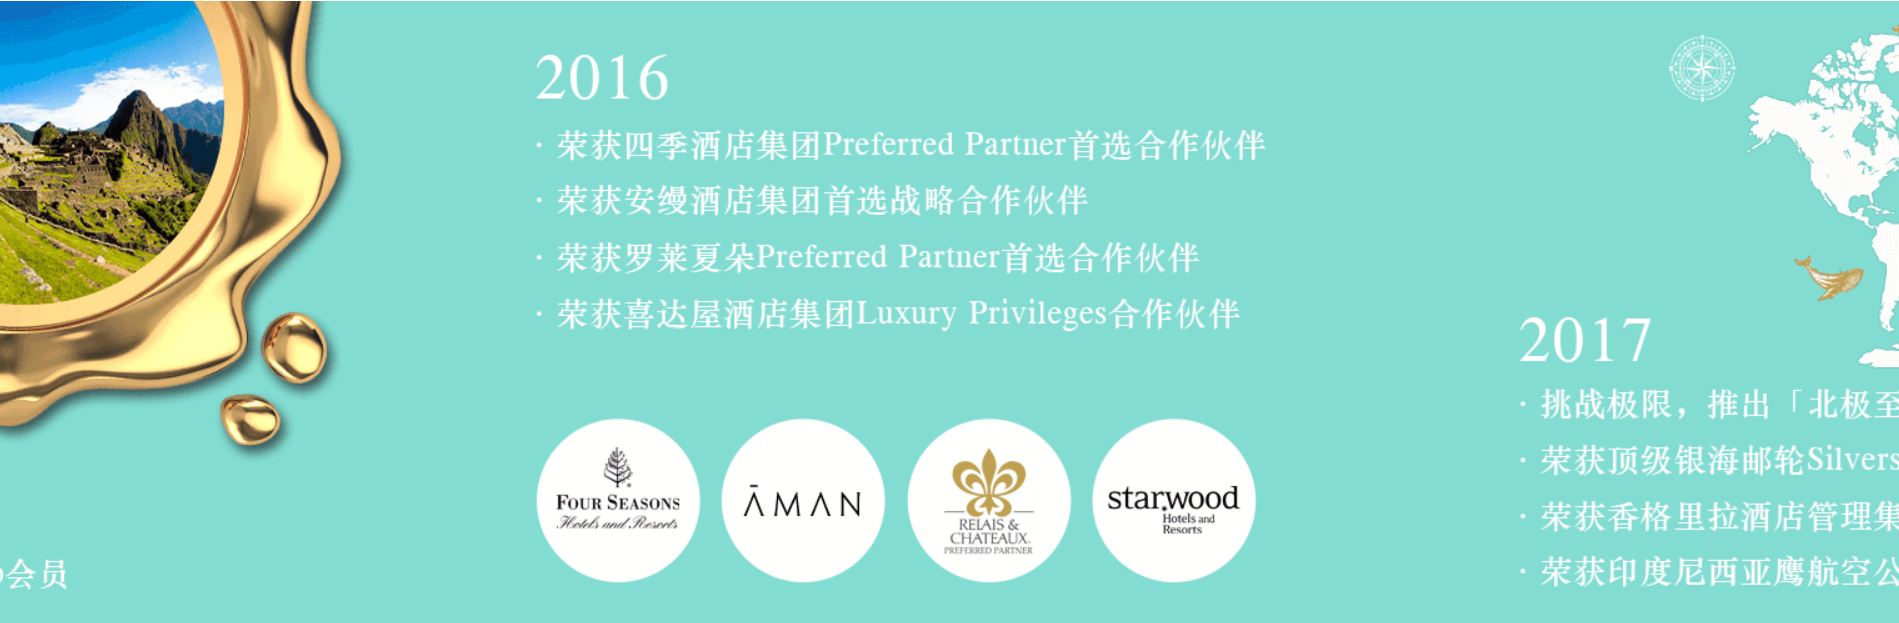 2016
· 荣获四季酒店集团Preferred Partner首选合作伙伴
· 荣获安缦酒店集团首选战略合作伙伴
· 荣获罗莱夏朵Preferred Partner首选合作伙伴
· 荣获喜达屋酒店集团Luxury Privileges合作伙伴
FOUR SEASONS
Hotels and Resorts
ĀMAN
RELAIS &
CHATEAUX.
PREFERRED PARTNER
starwood
Hotels and
Resorts
会员
2017
· 挑战极限，推出「北极至
· 荣获顶级银海邮轮Silvers
· 荣获香格里拉酒店管理集
· 荣获印度尼西亚鹰航空公